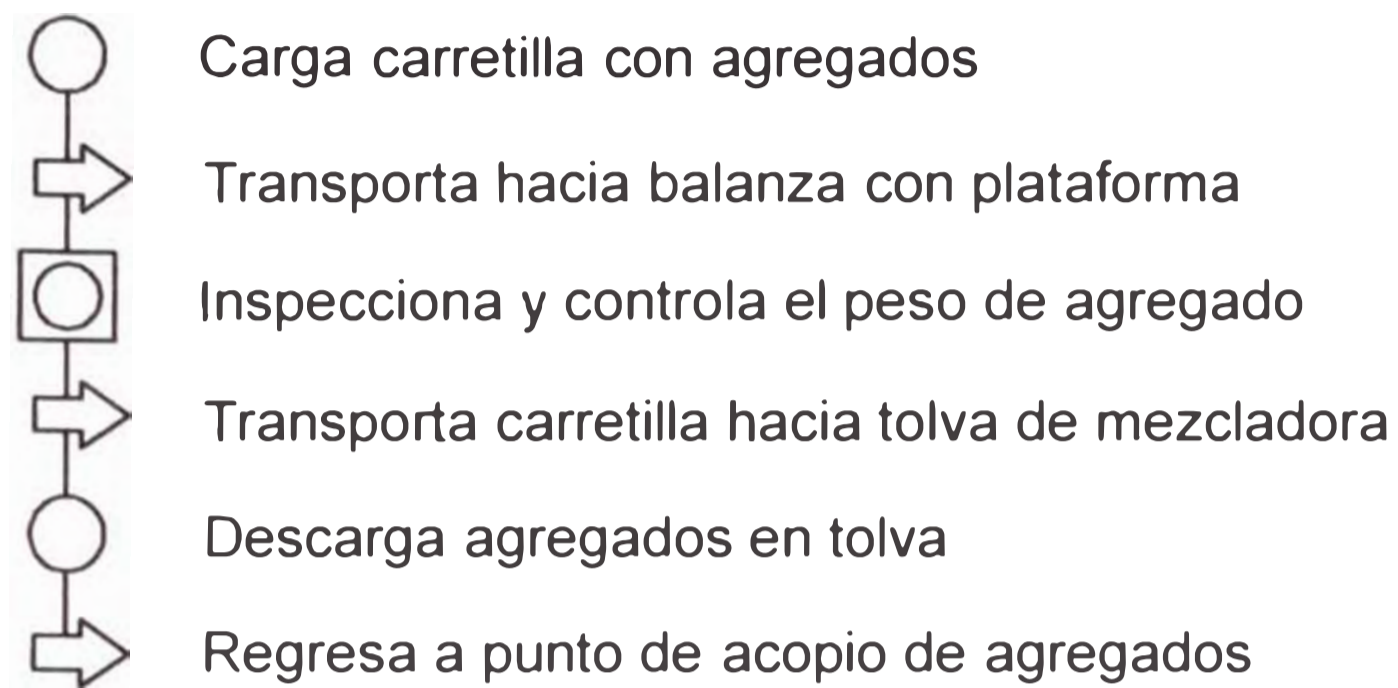 Carga carretilla con agregados
Transporta hacia balanza con plataforma
Inspecciona y controla el peso de agregado
Transporta carretilla hacia tolva de mezcladora
Descarga agregados en tolva
Regresa a punto de acopio de agregados